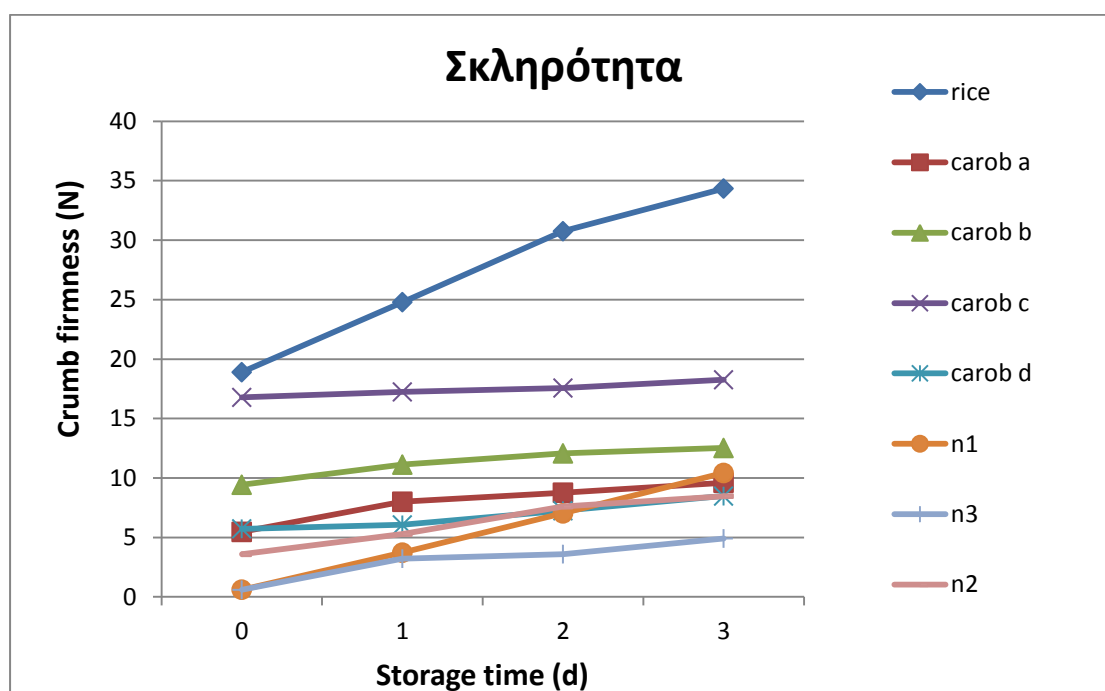 Σκληρότητα
Crumb firmness (N)
40
35
30
25
20
15
10
5
0
0 1 2 3
Storage time (d)
rice
carob a
carob b
carob c
carob d
n1
n3
n2